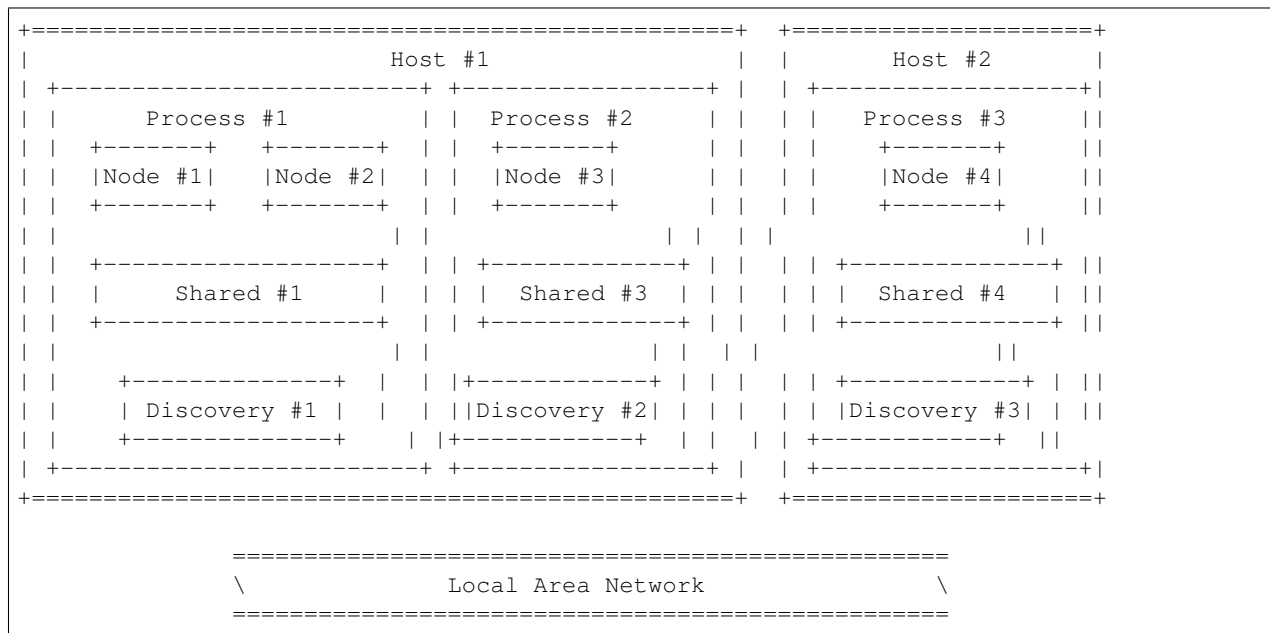 +=================================================+  +=====================+
|                         Host #1                 |  |       Host #2       |
| +-------------------------+ +-----------------+ |  | +------------------+|
| |      Process #1         | |  Process #2     | |  | |   Process #3     ||
| |  +-------+   +-------+  | |  +-------+      | |  | |    +-------+     ||
| |  |Node #1|   |Node #2|  | |  |Node #3|      | |  | |    |Node #4|     ||
| |  +-------+   +-------+  | |  +-------+      | |  | |    +-------+     ||
| |                       | |                | |  | |                  ||
| |  +-------------------+  | | +-------------+ | |  | | +--------------+ ||
| |  |     Shared #1     |  | | |  Shared #3  | | |  | | |  Shared #4   | ||
| |  +-------------------+  | | +-------------+ | |  | | +--------------+ ||
| |                       | |               | |  | |                ||
| |    +--------------+  |  | |+------------+ | | |  | | +------------+ | ||
| |    | Discovery #1 |  |  | ||Discovery #2| | | |  | | |Discovery #3| | ||
| |    +--------------+    | |+------------+  | |  | | +------------+  ||
| +-------------------------+ +-----------------+ |  | +------------------+|
+=================================================+  +=====================+
==================================================
\              Local Area Network                \
==================================================